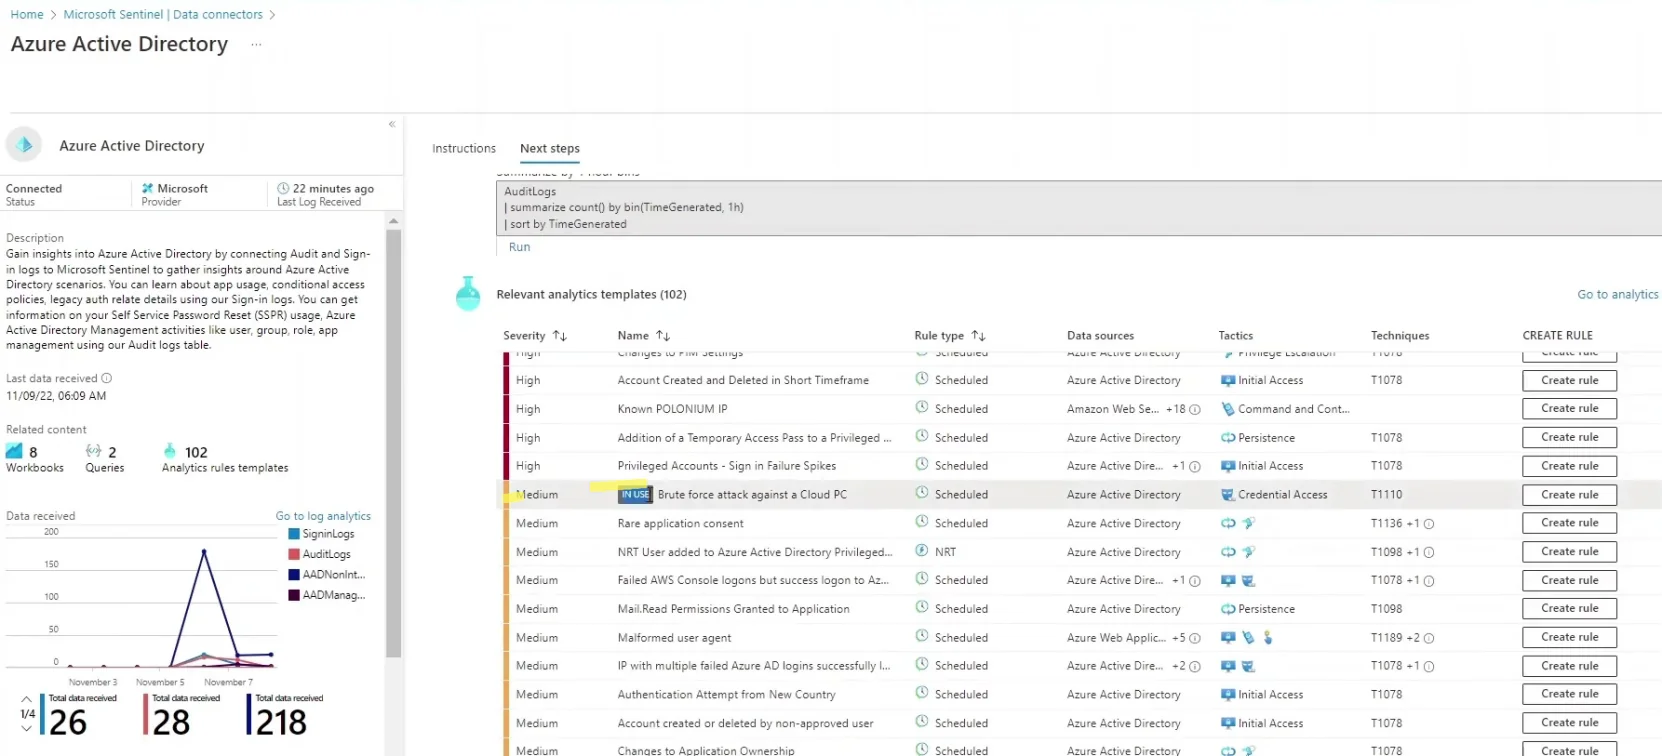 Home > Microsoft Sentinel | Data connectors >
Azure Active Directory ...
«
Azure Active Directory
Connected
Status
Microsoft
Provider
22 minutes ago
Last Log Received
Description
Gain insights into Azure Active Directory by connecting Audit and Sign-
in logs to Microsoft Sentinel to gather insights around Azure Active
Directory scenarios. You can learn about app usage, conditional access
policies, legacy auth relate details using our Sign-in logs. You can get
information on your Self Service Password Reset (SSPR) usage, Azure
Active Directory Management activities like user, group, role, app
management using our Audit logs table.
Last data received
11/09/22, 06:09 AM
Related content
8
Workbooks
2
Queries
102
Analytics rules templates
Data received
Go to log analytics
200
150
100
50
0
November 3 November 5 November 7
SigninLogs
AuditLogs
AADNonInt...
AADManag...
1/4
Total data received
26
Total data received
28
Total data received
218
Instructions Next steps
Summarize by 1 hour bins
AuditLogs
| summarize count() by bin(TimeGenerated, 1h)
| sort by TimeGenerated
Run
Relevant analytics templates (102)
Go to analytics
Severity Name Rule type Data sources Tactics Techniques CREATE RULE
High Changes to PIM Settings Scheduled Azure Active Directory Privilege Escalation T1078 Create rule
High Account Created and Deleted in Short Timeframe Scheduled Azure Active Directory Initial Access T1078 Create rule
High Known POLONIUM IP Scheduled Amazon Web Se... +18 Command and Cont... Create rule
High Addition of a Temporary Access Pass to a Privileged ... Scheduled Azure Active Directory Persistence T1078 Create rule
High Privileged Accounts - Sign in Failure Spikes Scheduled Azure Active Dire... +1 Initial Access T1078 Create rule
Medium IN USE Brute force attack against a Cloud PC Scheduled Azure Active Directory Credential Access T1110 Create rule
Medium Rare application consent Scheduled Azure Active Directory T1136 +1 Create rule
Medium NRT User added to Azure Active Directory Privileged... NRT Azure Active Directory T1098 +1 Create rule
Medium Failed AWS Console logons but success logon to Az... Scheduled Azure Active Dire... +1 T1078 +1 Create rule
Medium Mail.Read Permissions Granted to Application Scheduled Azure Active Directory Persistence T1098 Create rule
Medium Malformed user agent Scheduled Azure Web Applic... +5 T1189 +2 Create rule
Medium IP with multiple failed Azure AD logins successfully l... Scheduled Azure Active Dire... +2 T1078 +1 Create rule
Medium Authentication Attempt from New Country Scheduled Azure Active Directory Initial Access T1078 Create rule
Medium Account created or deleted by non-approved user Scheduled Azure Active Directory Initial Access T1078 Create rule
Medium Changes to Application Ownership Scheduled Azure Active Directory T1078 Create rule